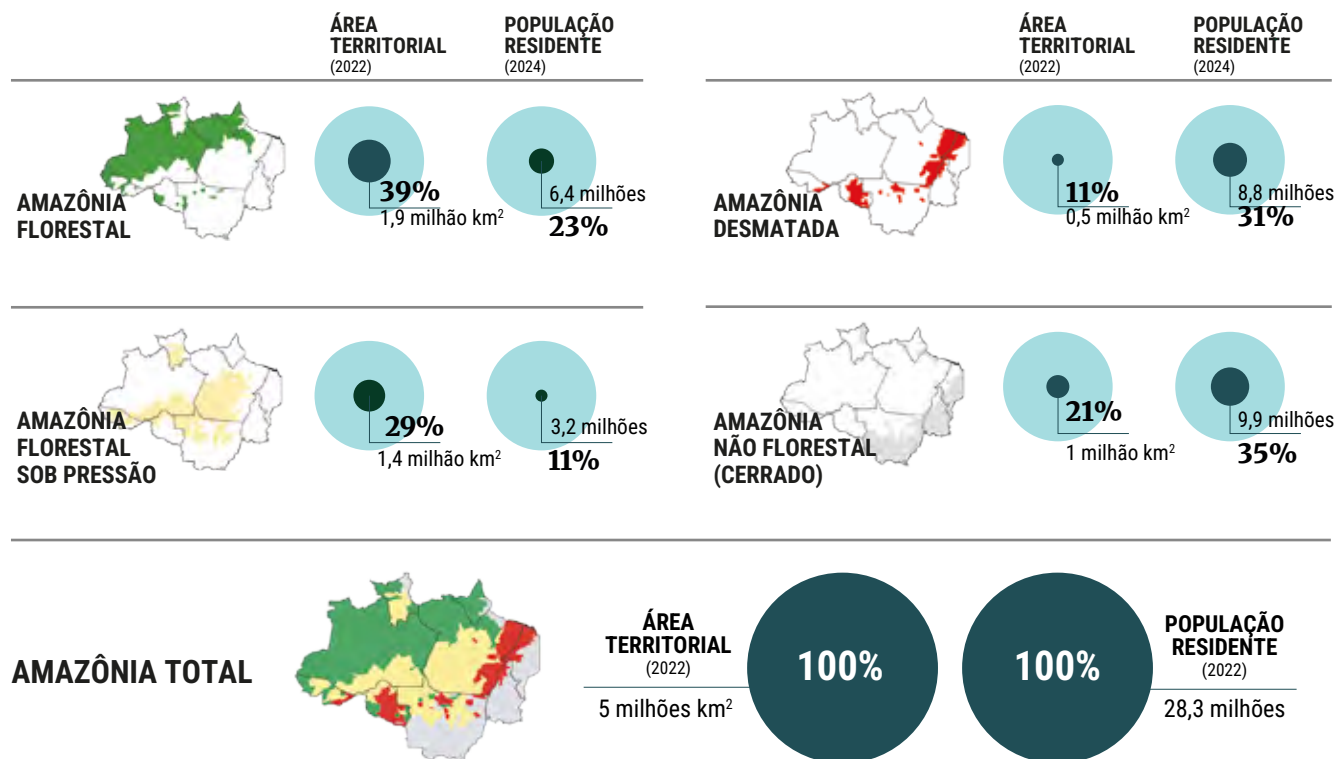 ÁREA
TERRITORIAL
(2022)
POPULAÇÃO
RESIDENTE
(2024)
ÁREA
TERRITORIAL
(2022)
POPULAÇÃO
RESIDENTE
(2024)
AMAZÔNIA
FLORESTAL
39%
1,9 milhão km²
6,4 milhões
23%
AMAZÔNIA
DESMATADA
11%
0,5 milhão km²
8,8 milhões
31%
AMAZÔNIA
FLORESTAL
SOB PRESSÃO
29%
1,4 milhão km²
3,2 milhões
11%
AMAZÔNIA
NÃO FLORESTAL
(CERRADO)
21%
1 milhão km²
9,9 milhões
35%
AMAZÔNIA TOTAL
ÁREA
TERRITORIAL
(2022)
5 milhões km²
100%
100%
POPULAÇÃO
RESIDENTE
(2022)
28,3 milhões